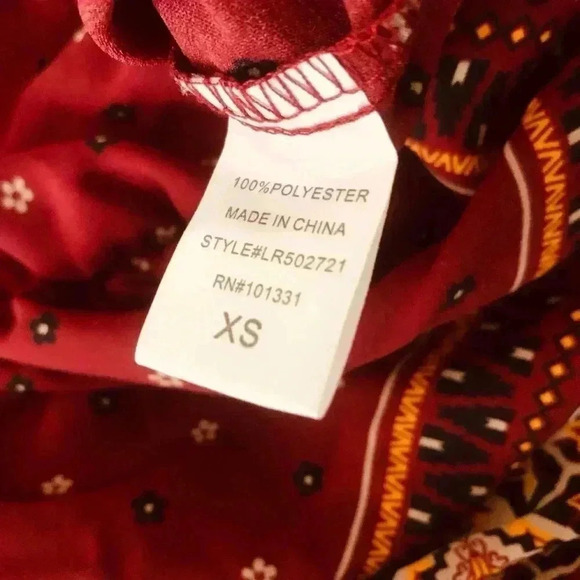 100%POLYESTER
MADE IN CHINA
STYLE#LR502721
RN#101331
XS